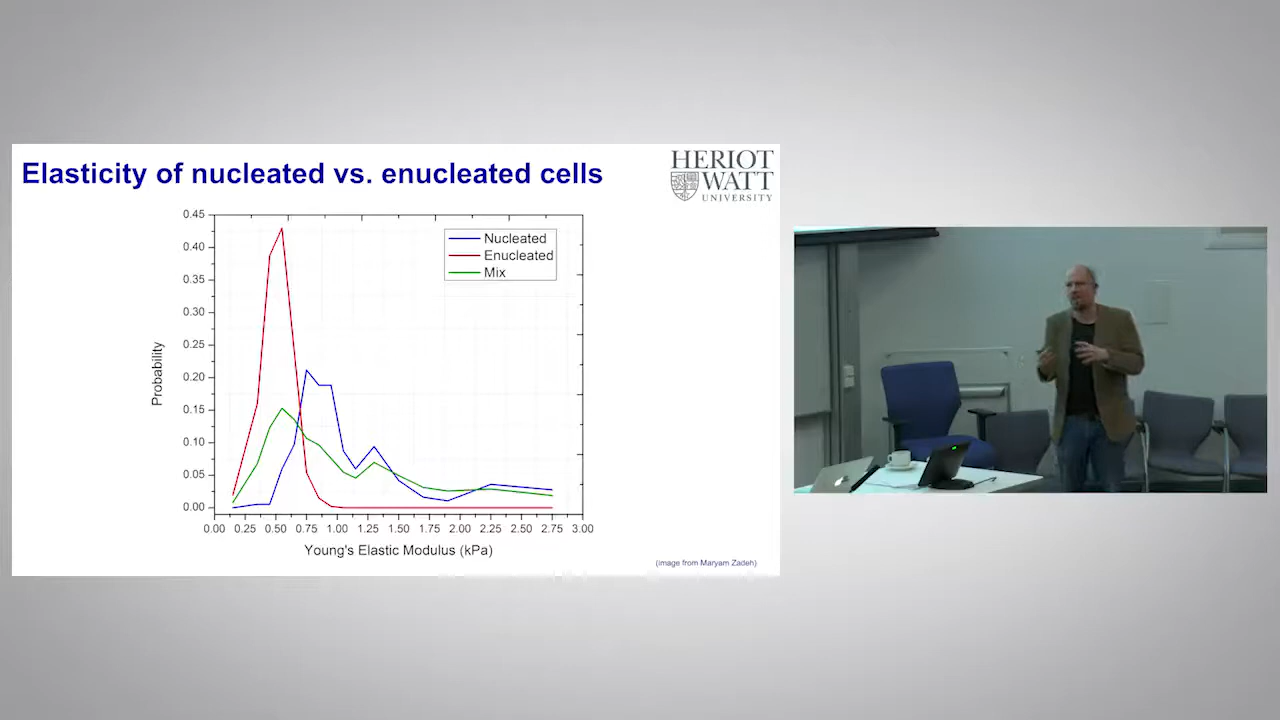 Elasticity of nucleated vs. enucleated cells
HERIOT
WATT
UNIVERSITY
0.45
0.40
0.35
0.30
0.25
0.20
0.15
0.10
0.05
0.00
Probability
Nucleated
Enucleated
Mix
0.00 0.25 0.50 0.75 1.00 1.25 1.50 1.75 2.00 2.25 2.50 2.75 3.00
Young's Elastic Modulus (kPa)
(image from Maryam Zadeh)